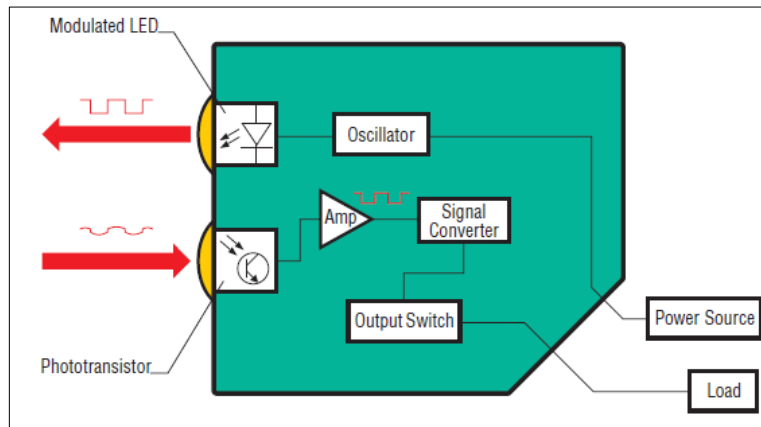 Modulated LED
Oscillator
Amp
Signal
Converter
Output Switch
Power Source
Phototransistor
Load